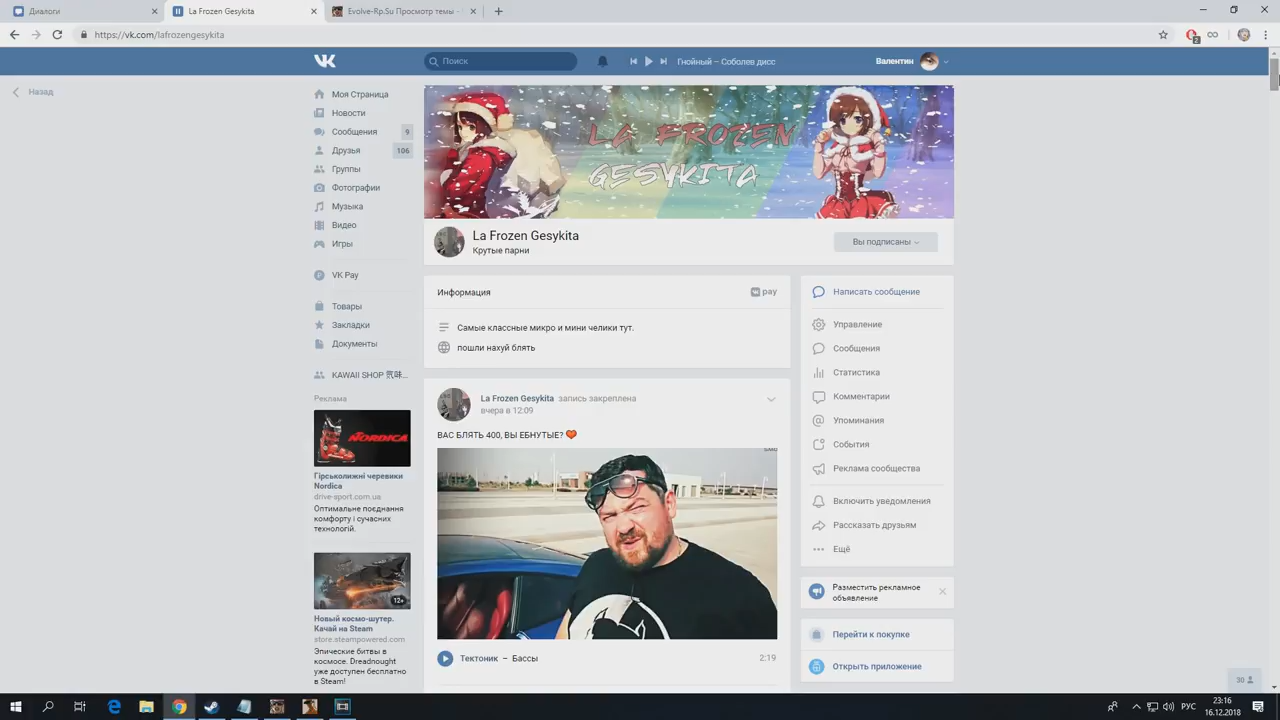 Диалоги
La Frozen Gesykita
Evolve-Rp.Su Просмотр темы -
https://vk.com/lafrozengesykita
2
Поиск
Гнойный – Соболев дисс
Валентин
Назад
Моя Страница
Новости
Сообщения 9
Друзья 106
Группы
Фотографии
Музыка
Видео
Игры
VK Pay
Товары
Закладки
Документы
Реклама
NORDICA
Гірськолижні черевики
Nordica
drive-sport.com.ua
Оптимальне поєднання
комфорту і сучасних
технологій.
12+
Новый космо-шутер.
Качай на Steam
store.steampowered.com
Эпические битвы в
космосе. Dreadnought
уже доступен бесплатно
в Steam!
LA FROZEN
GESYKITA
La Frozen Gesykita
Крутые парни
Вы подписаны
Информация
pay
Самые классные микро и мини челики тут.
пошли нахуй блять
La Frozen Gesykita запись закреплена
вчера в 12:09
ВАС БЛЯТЬ 400, ВЫ ЕБНУТЫЕ? ❤
Тектоник – Бассы 2:19
Написать сообщение
Управление
Сообщения
Статистика
Комментарии
Упоминания
События
Реклама сообщества
Включить уведомления
Рассказать друзьям
Ещё
Разместить рекламное
объявление
Перейти к покупке
Открыть приложение
30
РУС
23:16
16.12.2018